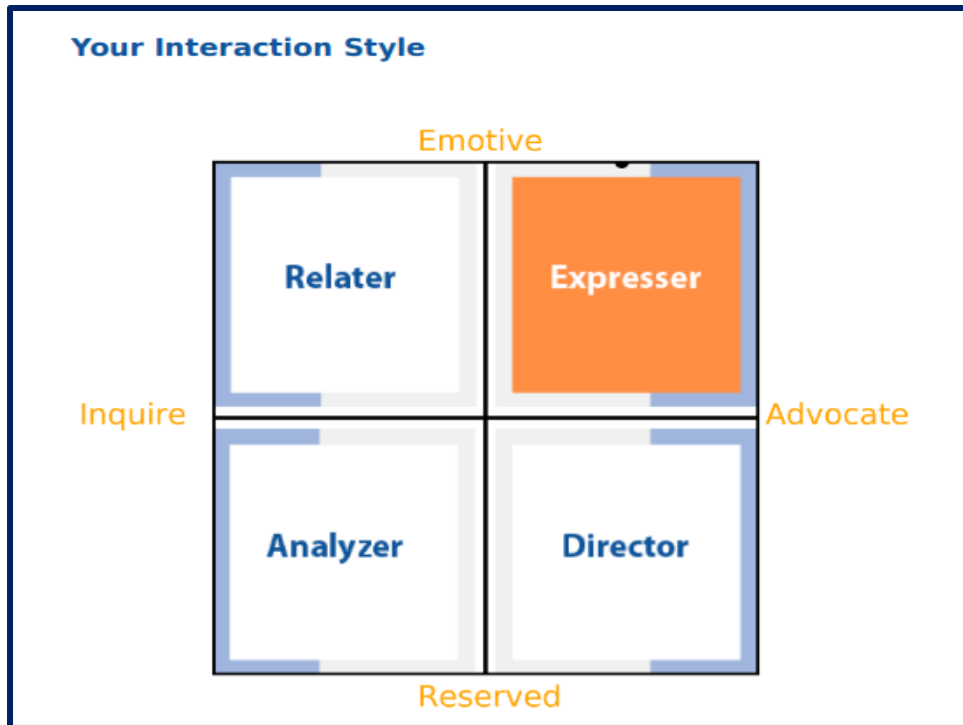 Your Interaction Style
Emotive
Relater
Expresser
Inquire
Advocate
Analyzer
Director
Reserved